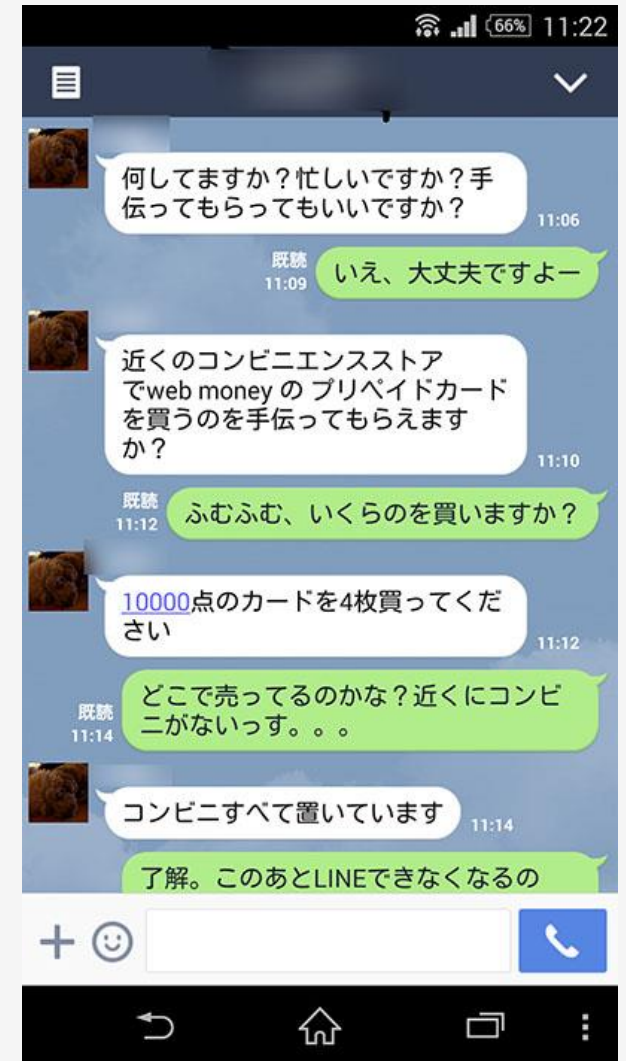 66% 11:22
何してますか？忙しいですか？手
伝ってもらってもいいですか？
11:06
既読
11:09
いえ、大丈夫ですよー
近くのコンビニエンスストア
でweb money の プリペイドカード
を買うのを手伝ってもらえます
か？
11:10
既読
11:12
ふむふむ、いくらのを買いますか？
10000点のカードを4枚買ってくだ
さい
11:12
どこで売ってるのかな？近くにコンビ
ニがないっす。。。
既読
11:14
コンビニすべて置いています
11:14
了解。このあとLINEできなくなるの